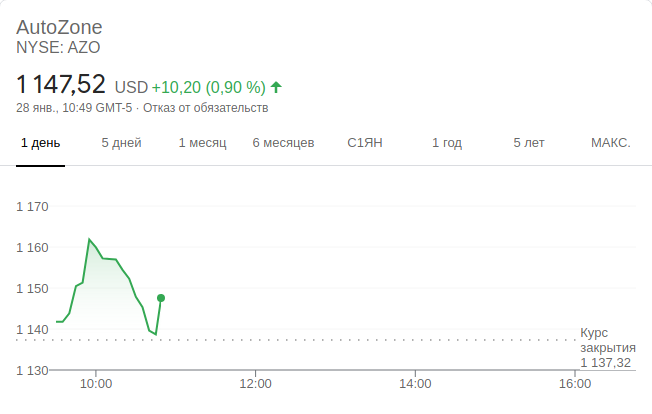 AutoZone
NYSE: AZO
1 147,52 USD +10,20 (0,90 %)
28 янв., 10:49 GMT-5 · Отказ от обязательств
1 день 5 дней 1 месяц 6 месяцев С1ЯН 1 год 5 лет МАКС.
1 170
1 160
1 150
1 140
Курс
закрытия
1 137,32
1 130
10:00 12:00 14:00 16:00